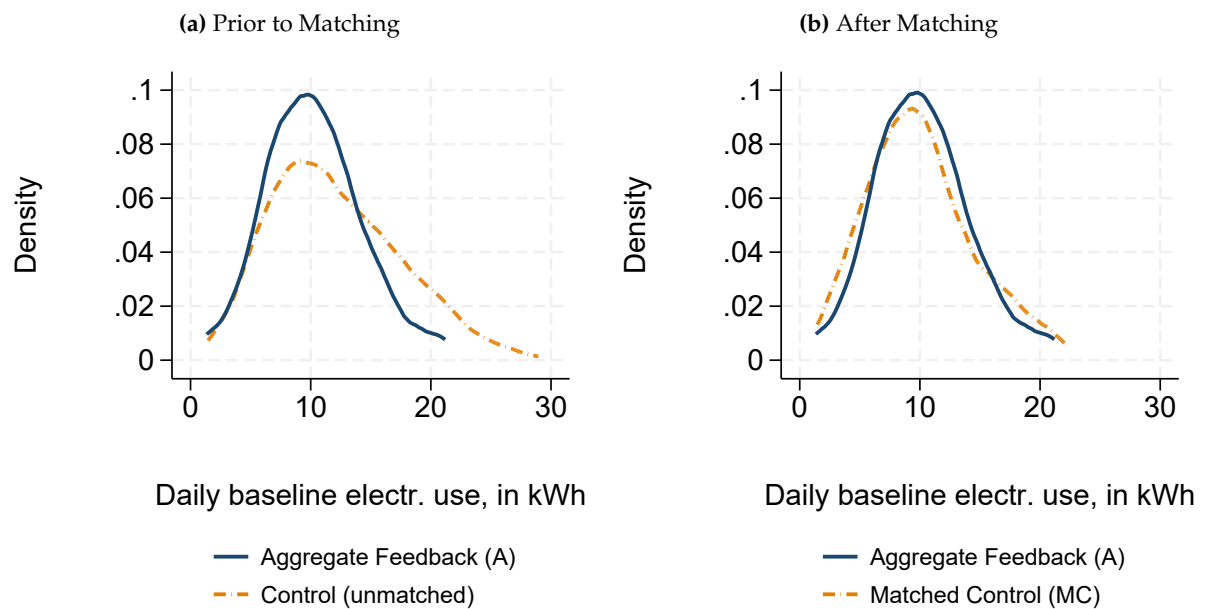 (a) Prior to Matching
.1
.08
.06
.04
.02
0
Density
0 10 20 30
Daily baseline electr. use, in kWh
Aggregate Feedback (A)
Control (unmatched)
(b) After Matching
.1
.08
.06
.04
.02
0
Density
0 10 20 30
Daily baseline electr. use, in kWh
Aggregate Feedback (A)
Matched Control (MC)